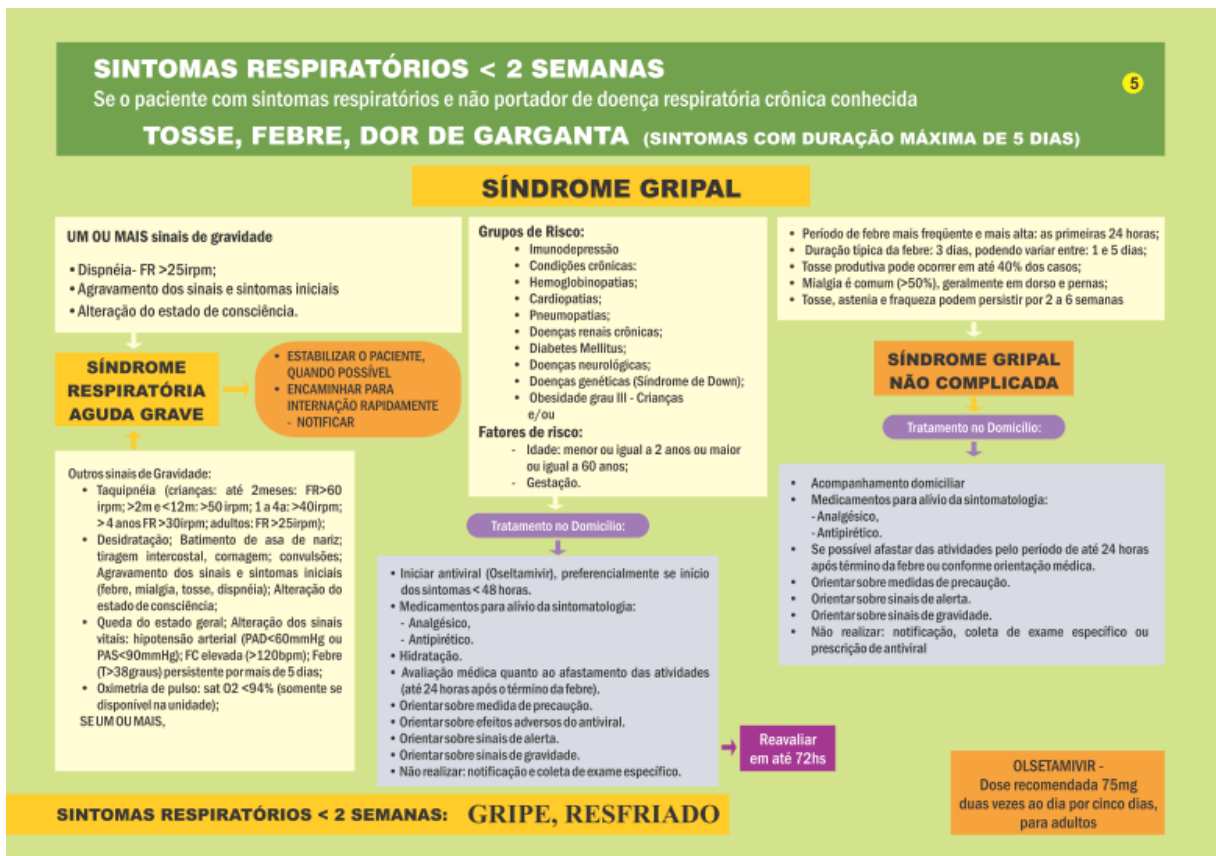 SINTOMAS RESPIRATÓRIOS < 2 SEMANAS
Se o paciente com sintomas respiratórios e não portador de doença respiratória crônica conhecida
5
TOSSE, FEBRE, DOR DE GARGANTA (SINTOMAS COM DURAÇÃO MÁXIMA DE 5 DIAS)
SÍNDROME GRIPAL
UM OU MAIS sinais de gravidade
• Dispnéia- FR >25irpm;
• Agravamento dos sinais e sintomas iniciais
• Alteração do estado de consciência.
SÍNDROME
RESPIRATÓRIA
AGUDA GRAVE
• ESTABILIZAR O PACIENTE,
QUANDO POSSÍVEL
• ENCAMINHAR PARA
INTERNAÇÃO RAPIDAMENTE
- NOTIFICAR
Outros sinais de Gravidade:
• Taquipnéia (crianças: até 2meses: FR>60
irpm; >2m e <12m: >50 irpm; 1 a 4a: >40irpm;
> 4 anos FR >30irpm; adultos: FR >25irpm);
• Desidratação; Batimento de asa de nariz;
tiragem intercostal, cornagem; convulsões;
Agravamento dos sinais e sintomas iniciais
(febre, mialgia, tosse, dispnéia); Alteração do
estado de consciência;
• Queda do estado geral; Alteração dos sinais
vitais: hipotensão arterial (PAD<60mmHg ou
PAS<90mmHg); FC elevada (>120bpm); Febre
(T>38graus) persistente por mais de 5 dias;
• Oximetria de pulso: sat O2 <94% (somente se
disponível na unidade);
SE UM OU MAIS,
Grupos de Risco:
• Imunodepressão
• Condições crônicas:
• Hemoglobinopatias;
• Cardiopatias;
• Pneumopatias;
• Doenças renais crônicas;
• Diabetes Mellitus;
• Doenças neurológicas;
• Doenças genéticas (Síndrome de Down);
• Obesidade grau III - Crianças
e/ou
Fatores de risco:
- Idade: menor ou igual a 2 anos ou maior
ou igual a 60 anos;
- Gestação.
Tratamento no Domicílio:
• Iniciar antiviral (Oseltamivir), preferencialmente se início
dos sintomas < 48 horas.
• Medicamentos para alívio da sintomatologia:
- Analgésico,
- Antipirético.
• Hidratação.
• Avaliação médica quanto ao afastamento das atividades
(até 24 horas após o término da febre).
• Orientar sobre medida de precaução.
• Orientar sobre efeitos adversos do antiviral.
• Orientar sobre sinais de alerta.
• Orientar sobre sinais de gravidade.
• Não realizar: notificação e coleta de exame específico.
Reavaliar
em até 72hs
• Período de febre mais freqüente e mais alta: as primeiras 24 horas;
• Duração típica da febre: 3 dias, podendo variar entre: 1 e 5 dias;
• Tosse produtiva pode ocorrer em até 40% dos casos;
• Mialgia é comum (>50%), geralmente em dorso e pernas;
• Tosse, astenia e fraqueza podem persistir por 2 a 6 semanas
SÍNDROME GRIPAL
NÃO COMPLICADA
Tratamento no Domicílio:
• Acompanhamento domiciliar
• Medicamentos para alívio da sintomatologia:
- Analgésico,
- Antipirético.
• Se possível afastar das atividades pelo período de até 24 horas
após término da febre ou conforme orientação médica.
• Orientar sobre medidas de precaução.
• Orientar sobre sinais de alerta.
• Orientar sobre sinais de gravidade.
• Não realizar: notificação, coleta de exame específico ou
prescrição de antiviral
OLSETAMIVIR -
Dose recomendada 75mg
duas vezes ao dia por cinco dias,
para adultos
SINTOMAS RESPIRATÓRIOS < 2 SEMANAS: GRIPE, RESFRIADO